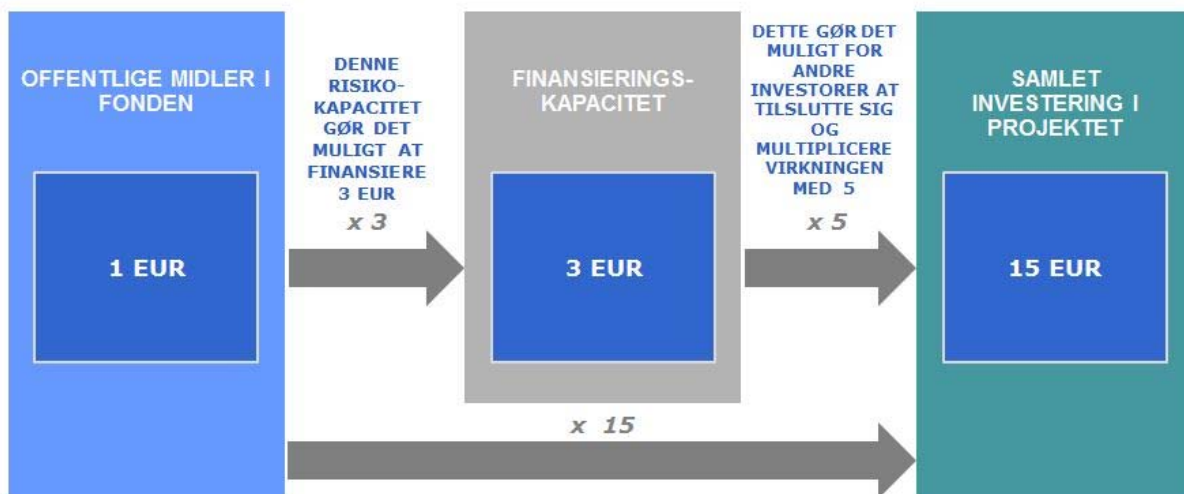 OFFENTLIGE MIDLER I
FONDEN
1 EUR
DENNE
RISIKO-
KAPACITET
GØR DET
MULIGT AT
FINANSIERE
3 EUR
x 3
FINANSIERINGS-
KAPACITET
3 EUR
DETTE GØR DET
MULIGT FOR
ANDRE
INVESTORER AT
TILSLUTTE SIG
OG
MULTIPLICERE
VIRKNINGEN
MED 5
x 5
SAMLET
INVESTERING I
PROJEKTET
15 EUR
x 15